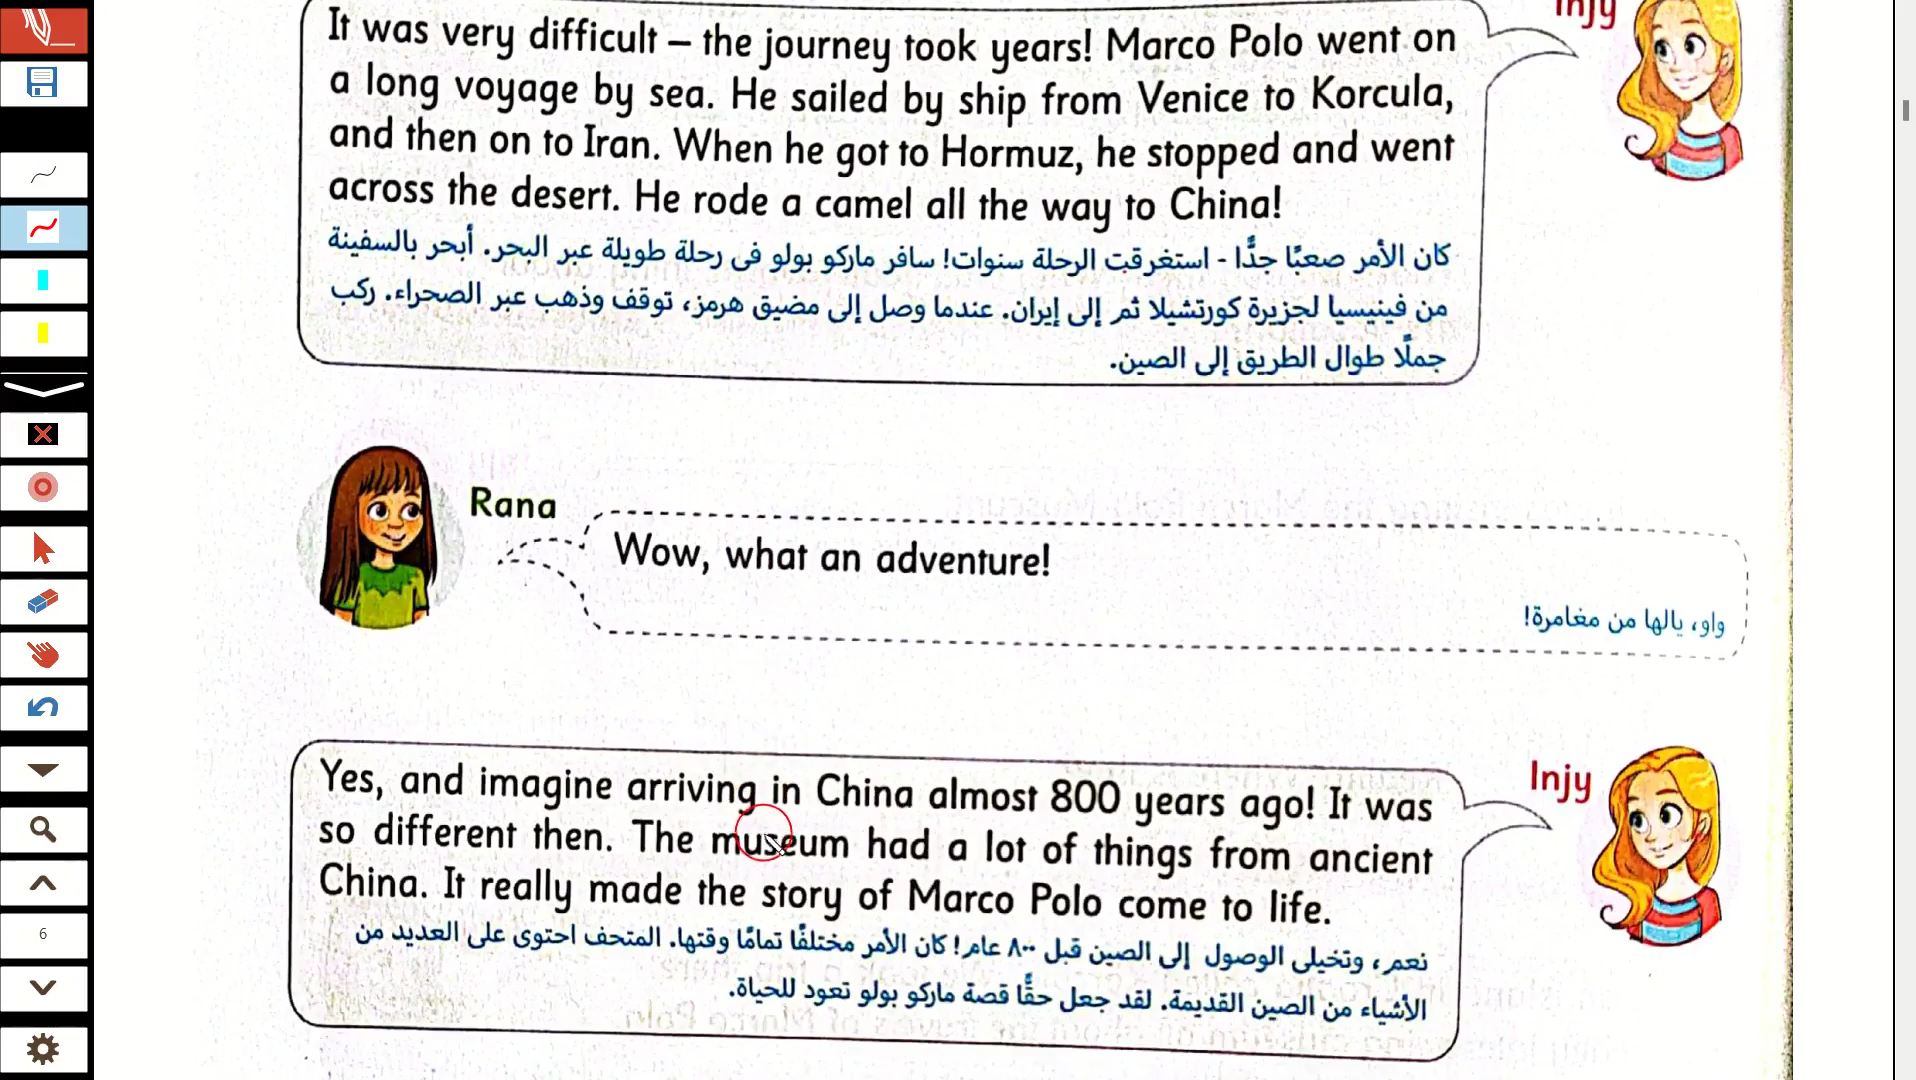 Injy
It was very difficult – the journey took years! Marco Polo went on
a long voyage by sea. He sailed by ship from Venice to Korcula,
and then on to Iran. When he got to Hormuz, he stopped and went
across the desert. He rode a camel all the way to China!
كان الأمر صعبًا جدًّا - استغرقت الرحلة سنوات! سافر ماركو بولو فى رحلة طويلة عبر البحر. أبحر بالسفينة
من فينيسيا لجزيرة كورتشيلا ثم إلى إيران. عندما وصل إلى مضيق هرمز، توقف وذهب عبر الصحراء. ركب
جملًا طوال الطريق إلى الصين.
Rana
Wow, what an adventure!
واو، يالها من مغامرة!
Injy
Yes, and imagine arriving in China almost 800 years ago! It was
so different then. The museum had a lot of things from ancient
China. It really made the story of Marco Polo come to life.
نعم، وتخيلى الوصول إلى الصين قبل ٨٠٠ عام! كان الأمر مختلفًا تمامًا وقتها. المتحف احتوى على العديد من
الأشياء من الصين القديمة. لقد جعل حقًّا قصة ماركو بولو تعود للحياة.
6